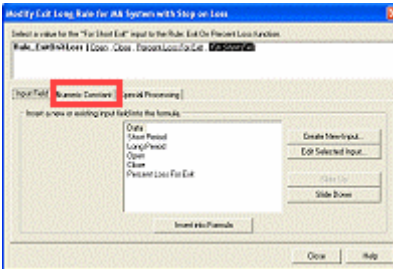 Modify Exit Long Rule for MA System with Stop on Loss
Select a value for the "For Short Exit" input to the Rule: Exit On Percent Loss function.
Rule_ExitOnLoss (Open, Close, Percent Loss For Exit, For Short Exit)
Input Field
Numeric Constant
Special Processing
Insert a new or existing input field into the formula.
Date
Short Period
Long Period
Open
Close
Percent Loss For Exit
Create New Input...
Edit Selected Input...
Slide Up
Slide Down
Insert into Formula
Close
Help